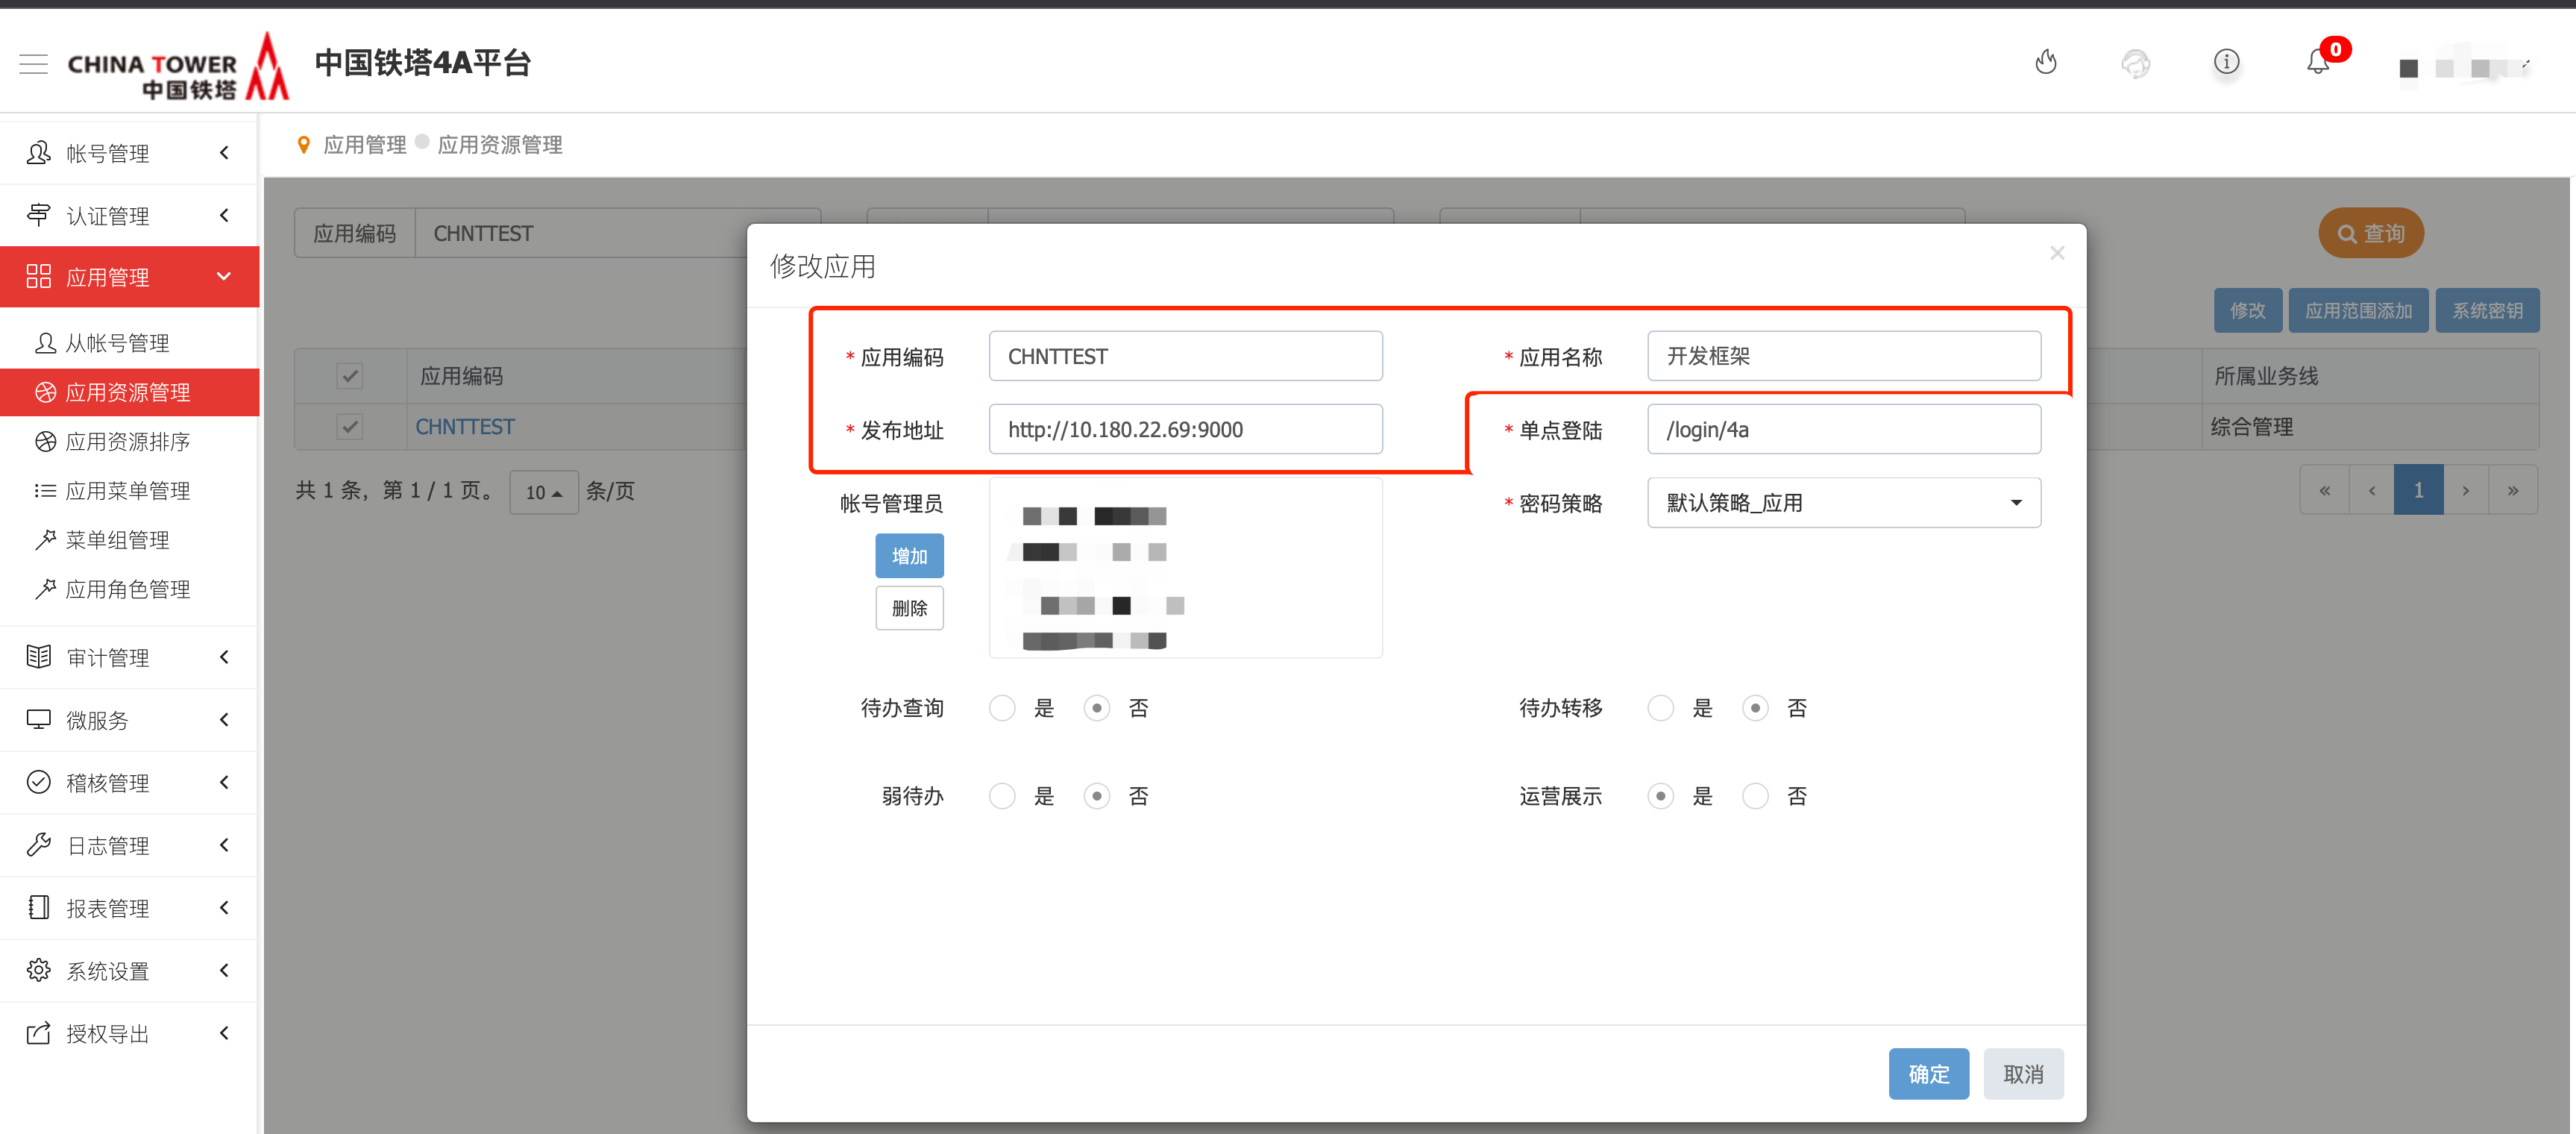 CHINA TOWER
中国铁塔
中国铁塔4A平台
0
帐号管理
认证管理
应用管理
从帐号管理
应用资源管理
应用资源排序
应用菜单管理
菜单组管理
应用角色管理
审计管理
微服务
稽核管理
日志管理
报表管理
系统设置
授权导出
应用管理 应用资源管理
应用编码 CHNTTEST
查询
修改 应用范围添加 系统密钥
应用编码 所属业务线
CHNTTEST 综合管理
共 1 条，第 1 / 1 页。 10 条/页
« ‹ 1 › »
修改应用 ×
* 应用编码 CHNTTEST * 应用名称 开发框架
* 发布地址 http://10.180.22.69:9000 * 单点登陆 /login/4a
帐号管理员 * 密码策略 默认策略_应用
增加
删除
待办查询 是 否 待办转移 是 否
弱待办 是 否 运营展示 是 否
确定 取消